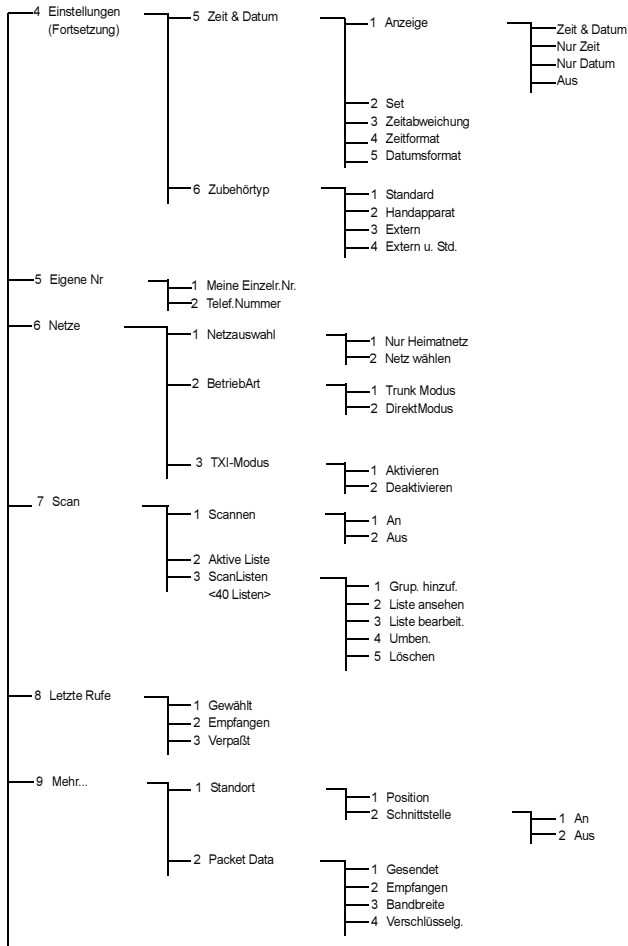 4 Einstellungen
(Fortsetzung)
5 Zeit & Datum
1 Anzeige
Zeit & Datum
Nur Zeit
Nur Datum
Aus
2 Set
3 Zeitabweichung
4 Zeitformat
5 Datumsformat
6 Zubehörtyp
1 Standard
2 Handapparat
3 Extern
4 Extern u. Std.
5 Eigene Nr
1 Meine Einzelr.Nr.
2 Telef.Nummer
6 Netze
1 Netzauswahl
1 Nur Heimatnetz
2 Netz wählen
2 BetriebArt
1 Trunk Modus
2 DirektModus
3 TXI-Modus
1 Aktivieren
2 Deaktivieren
7 Scan
1 Scannen
1 An
2 Aus
2 Aktive Liste
3 ScanListen
<40 Listen>
1 Grup. hinzuf.
2 Liste ansehen
3 Liste bearbeit.
4 Umben.
5 Löschen
8 Letzte Rufe
1 Gewählt
2 Empfangen
3 Verpaßt
9 Mehr...
1 Standort
1 Position
2 Schnittstelle
1 An
2 Aus
2 Packet Data
1 Gesendet
2 Empfangen
3 Bandbreite
4 Verschlüsselg.